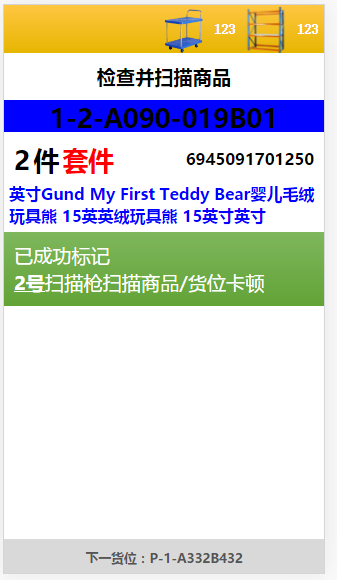 123 123
检查并扫描商品
1-2-A090-019B01
2件 套件 6945091701250
英寸Gund My First Teddy Bear婴儿毛绒
玩具熊 15英英绒玩具熊 15英寸英寸
已成功标记
2号扫描枪扫描商品/货位卡顿
下一货位：P-1-A332B432